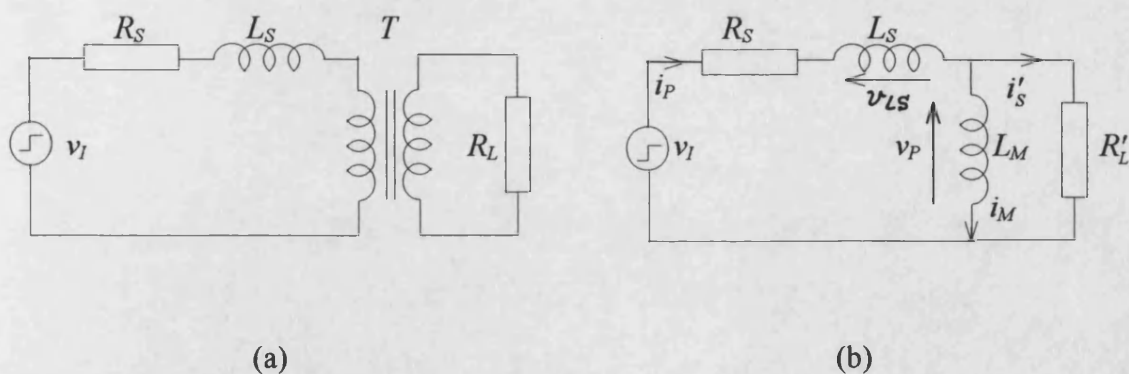 R_S L_S T
v_I R_L
(a)
R_S L_S
i_P v_LS i'_S
v_I v_P L_M R'_L
i_M
(b)